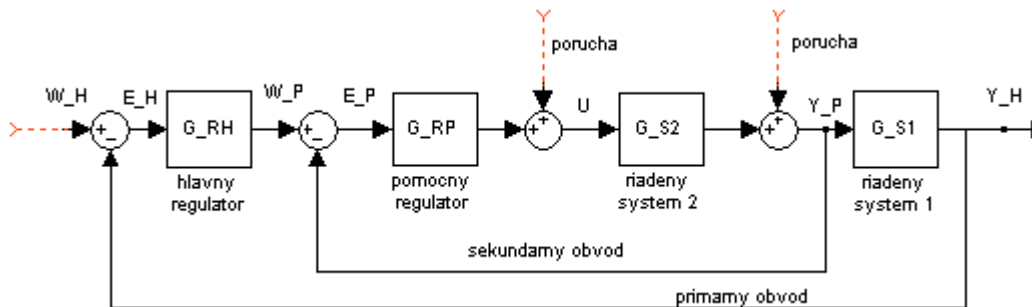 porucha
porucha
W_H
E_H
W_P
E_P
U
Y_P
Y_H
G_RH
G_RP
G_S2
G_S1
hlavny
regulator
pomocny
regulator
riadeny
system 2
riadeny
system 1
sekundarny obvod
primarny obvod